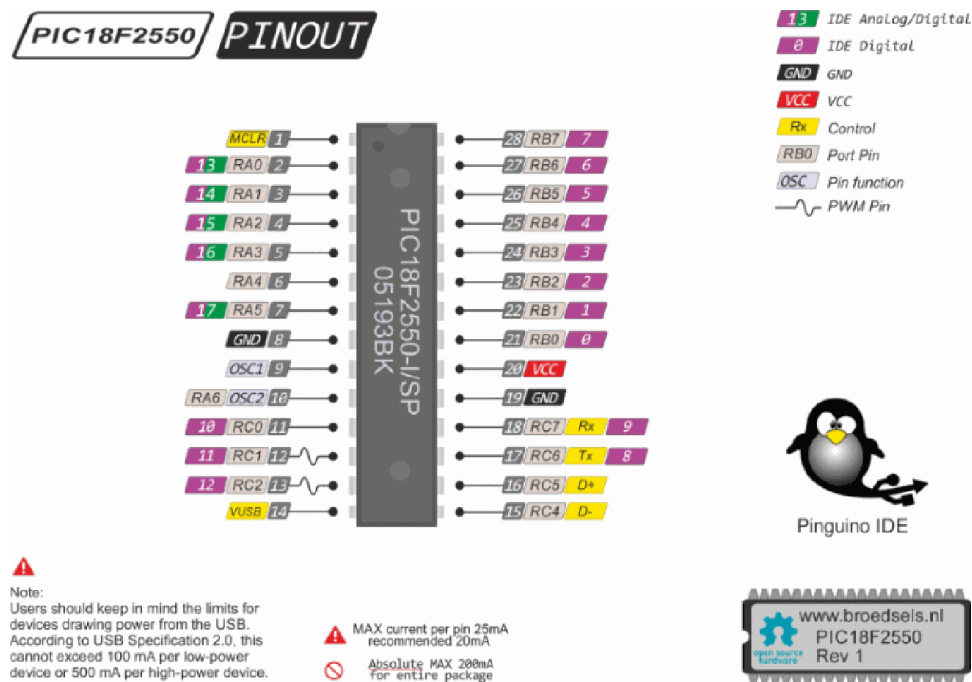 PIC18F2550 PINOUT
13 IDE Analog/Digital
0 IDE Digital
GND GND
VCC VCC
Rx Control
RB0 Port Pin
OSC Pin function
PWM Pin
MCLR 1
13 RA0 2
14 RA1 3
15 RA2 4
16 RA3 5
RA4 6
17 RA5 7
GND 8
OSC1 9
RA6 OSC2 10
10 RC0 11
11 RC1 12
12 RC2 13
VUSB 14
PIC18F2550-I/SP
05193BK
28 RB7 7
27 RB6 6
26 RB5 5
25 RB4 4
24 RB3 3
23 RB2 2
22 RB1 1
21 RB0 0
20 VCC
19 GND
18 RC7 Rx 9
17 RC6 Tx 8
16 RC5 D+
15 RC4 D-
Pinguino IDE
Note:
Users should keep in mind the limits for
devices drawing power from the USB.
According to USB Specification 2.0, this
cannot exceed 100 mA per low-power
device or 500 mA per high-power device.
MAX current per pin 25mA
recommended 20mA
Absolute MAX 200mA
for entire package
www.broedsels.nl
PIC18F2550
Rev 1
open source
hardware